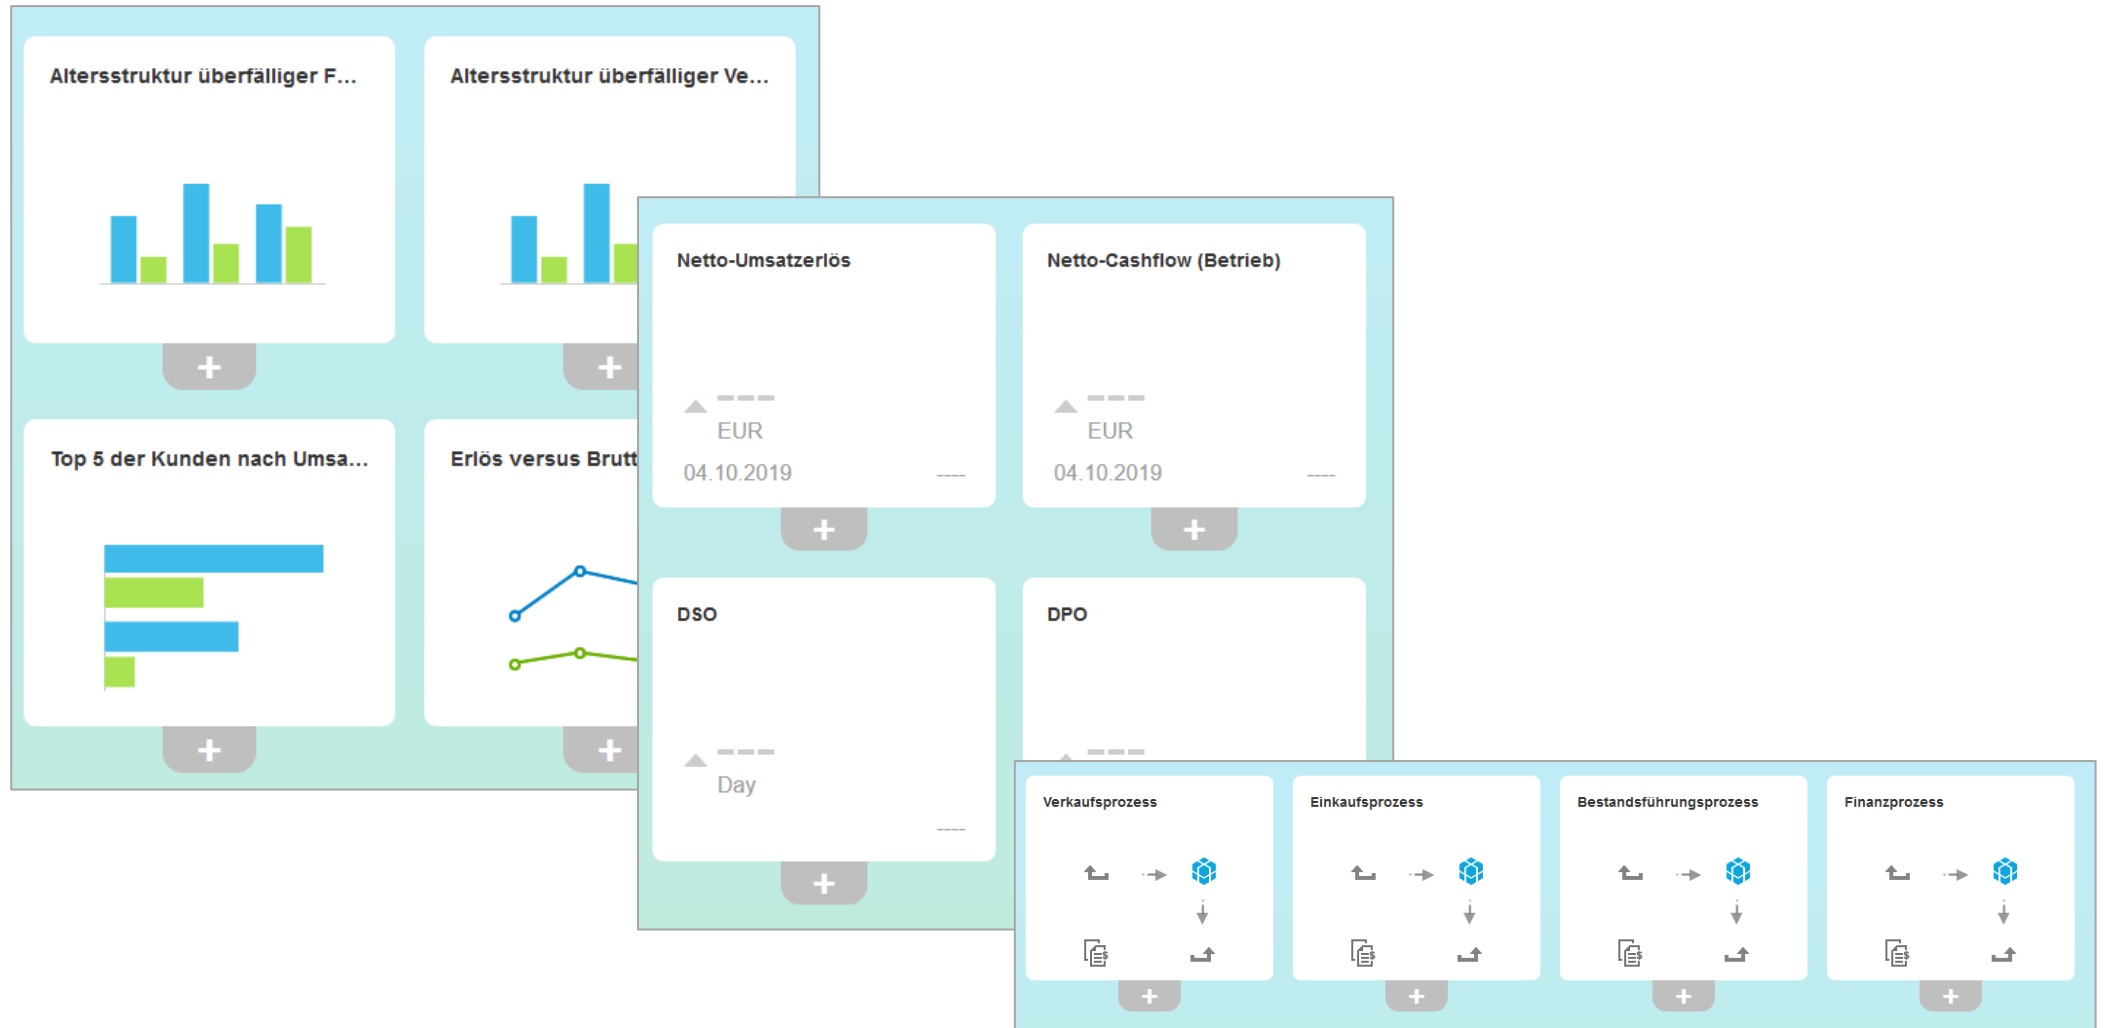 Altersstruktur überfälliger F...
Altersstruktur überfälliger Ve...
Top 5 der Kunden nach Umsa...
Erlös versus Brutt
Netto-Umsatzerlös
EUR
04.10.2019
----
Netto-Cashflow (Betrieb)
EUR
04.10.2019
----
DSO
Day
----
DPO
Verkaufsprozess
Einkaufsprozess
Bestandsführungsprozess
Finanzprozess